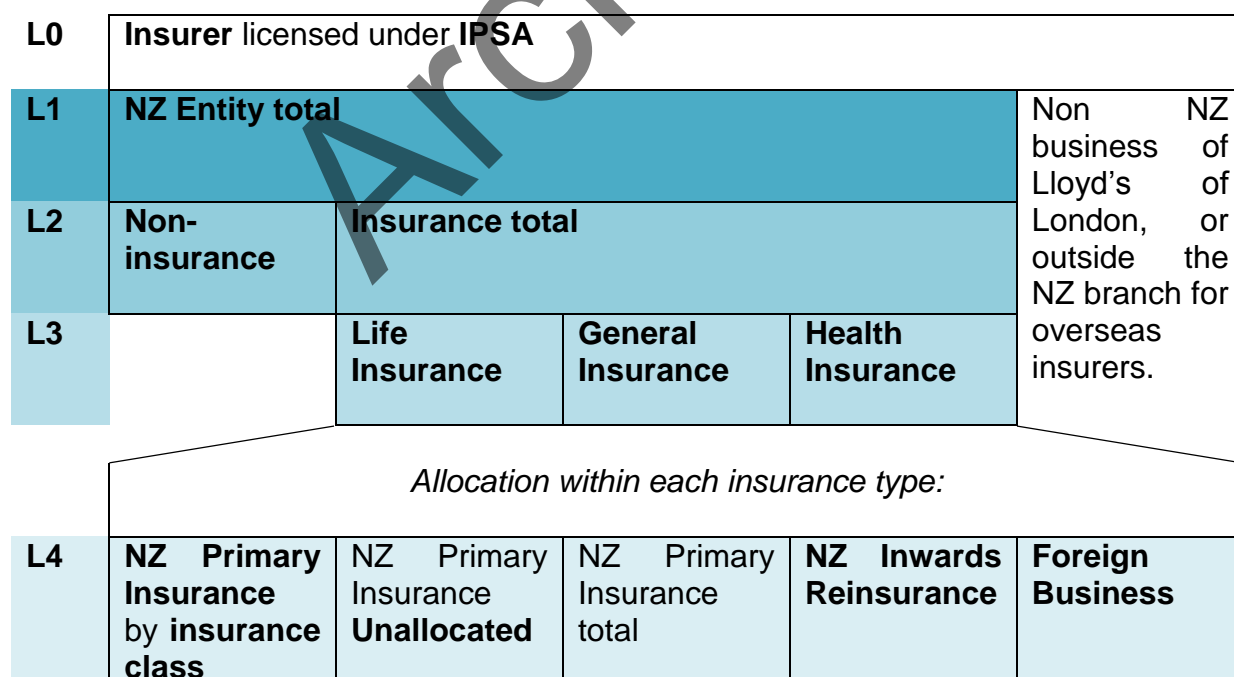 L0 Insurer licensed under IPSA
L1 NZ Entity total
Non NZ
business of
Lloyd's of
London, or
outside the
NZ branch for
overseas
insurers.
L2 Non-
insurance
Insurance total
L3 Life
Insurance
General
Insurance
Health
Insurance
Allocation within each insurance type:
L4 NZ Primary
Insurance
by insurance
class
NZ Primary
Insurance
Unallocated
NZ Primary
Insurance
total
NZ Inwards
Reinsurance
Foreign
Business